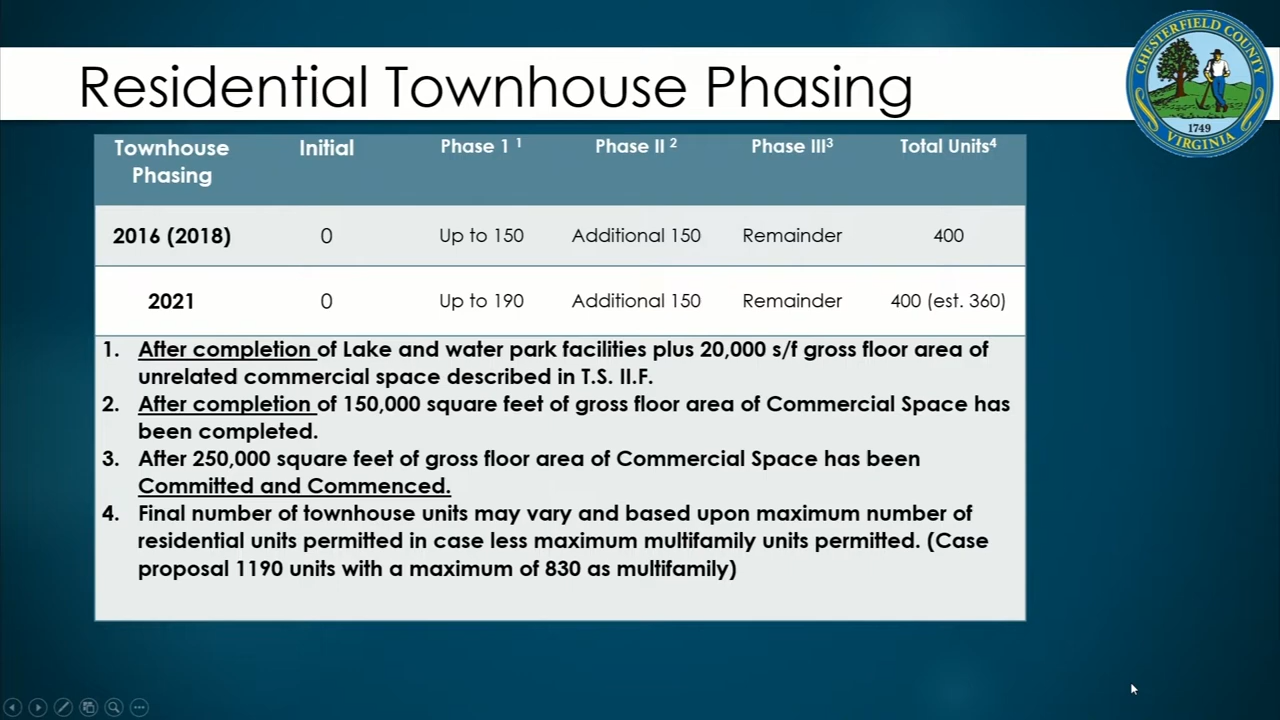 Residential Townhouse Phasing
CHESTERFIELD COUNTY
1749
VIRGINIA
Townhouse Phasing Initial Phase 1 ¹ Phase II ² Phase III³ Total Units⁴
2016 (2018) 0 Up to 150 Additional 150 Remainder 400
2021 0 Up to 190 Additional 150 Remainder 400 (est. 360)
1. After completion of Lake and water park facilities plus 20,000 s/f gross floor area of
unrelated commercial space described in T.S. II.F.
2. After completion of 150,000 square feet of gross floor area of Commercial Space has
been completed.
3. After 250,000 square feet of gross floor area of Commercial Space has been
Committed and Commenced.
4. Final number of townhouse units may vary and based upon maximum number of
residential units permitted in case less maximum multifamily units permitted. (Case
proposal 1190 units with a maximum of 830 as multifamily)